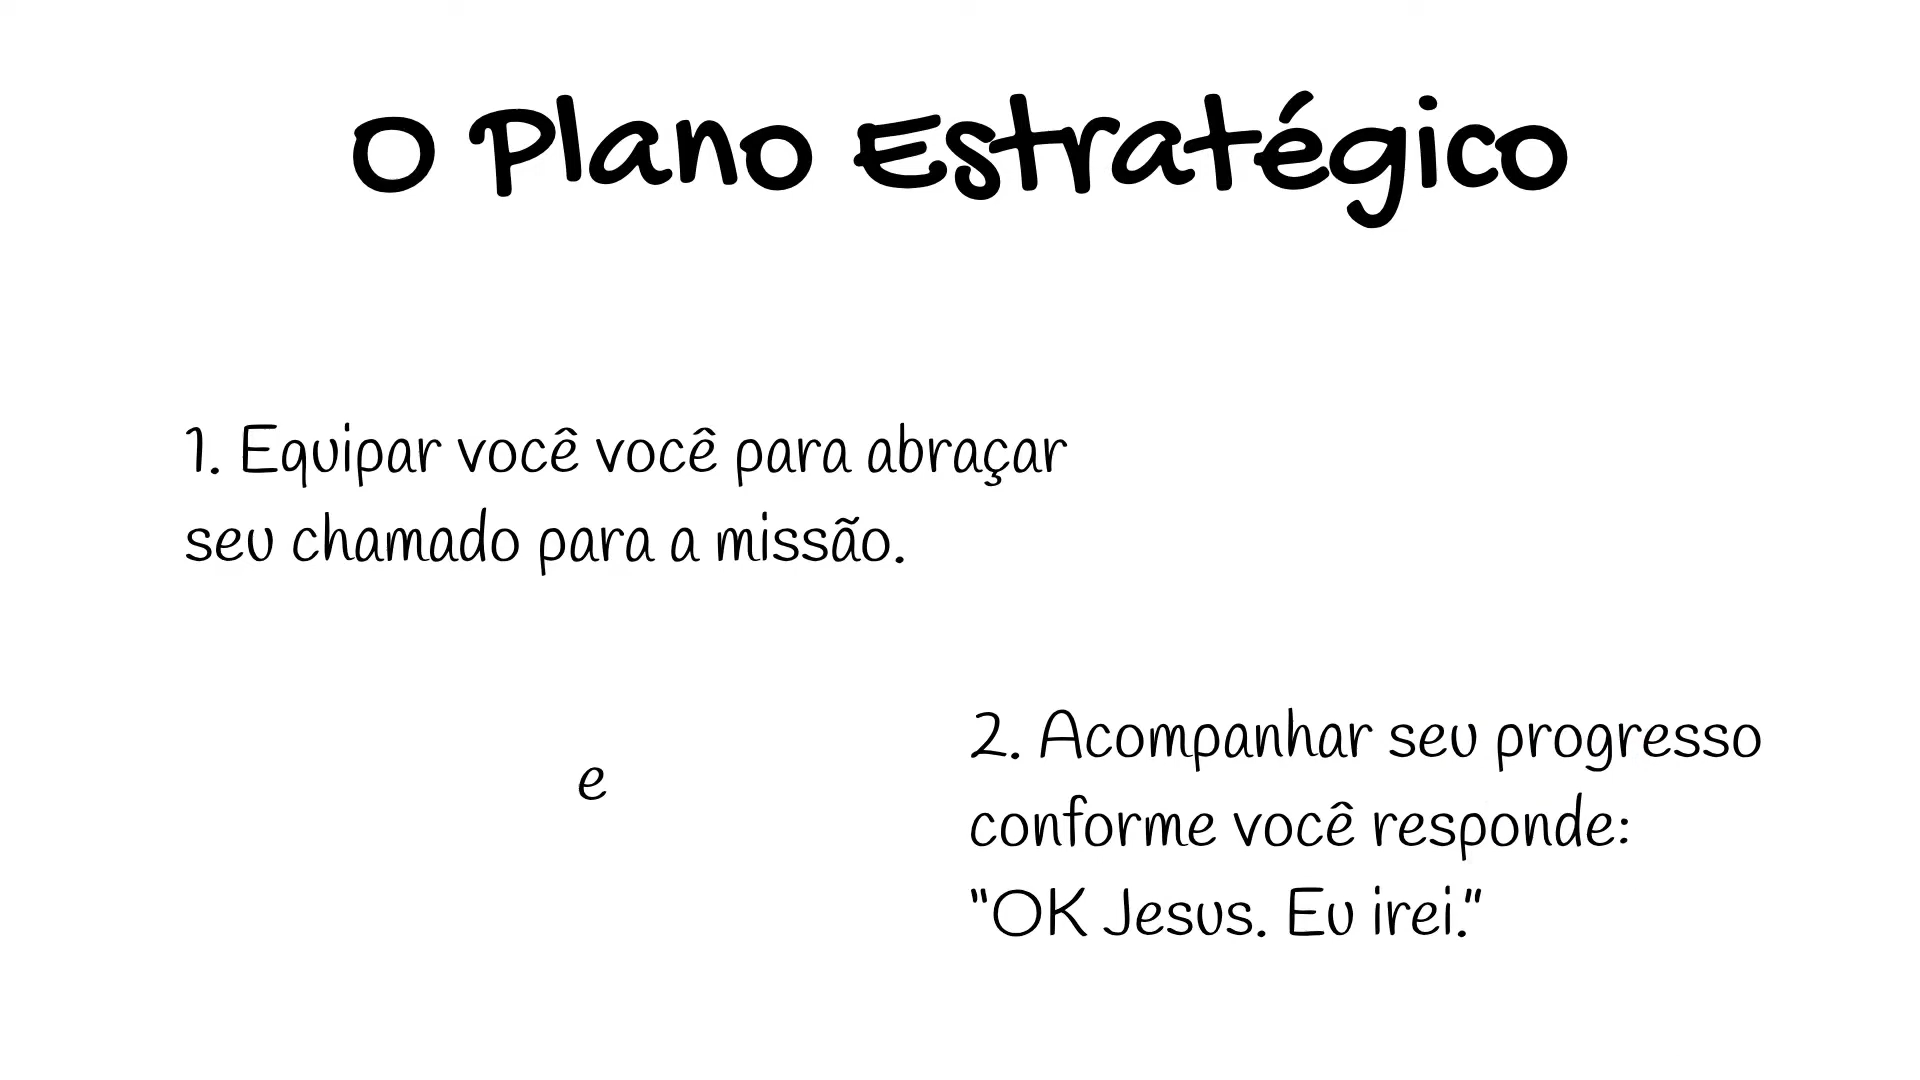 O Plano Estratégico
1. Equipar você você para abraçar
seu chamado para a missão.
e
2. Acompanhar seu progresso
conforme você responde:
"OK Jesus. Eu irei."